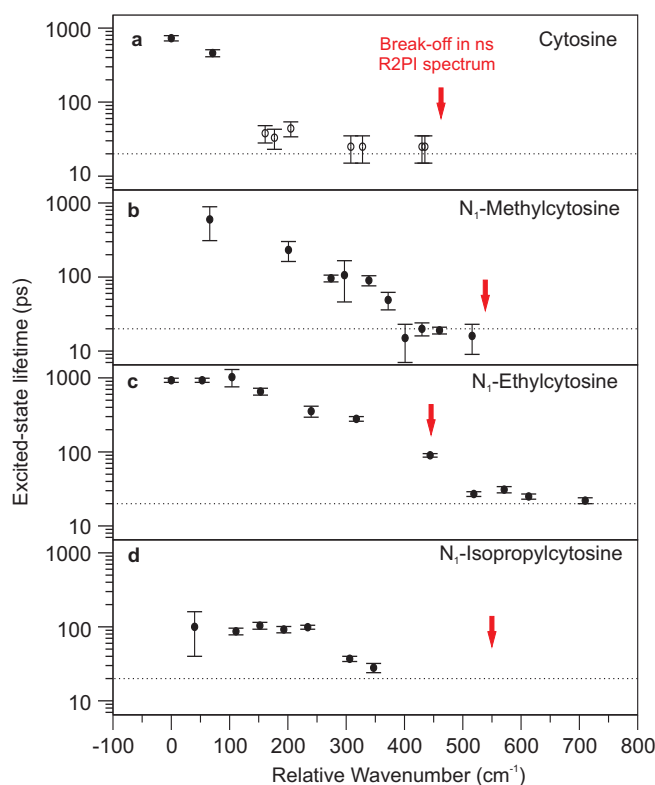 Excited-state lifetime (ps)
a
Cytosine
Break-off in ns
R2PI spectrum
1000
100
10
b
N₁-Methylcytosine
1000
100
10
c
N₁-Ethylcytosine
1000
100
10
d
N₁-Isopropylcytosine
1000
100
10
-100 0 100 200 300 400 500 600 700 800
Relative Wavenumber (cm⁻¹)